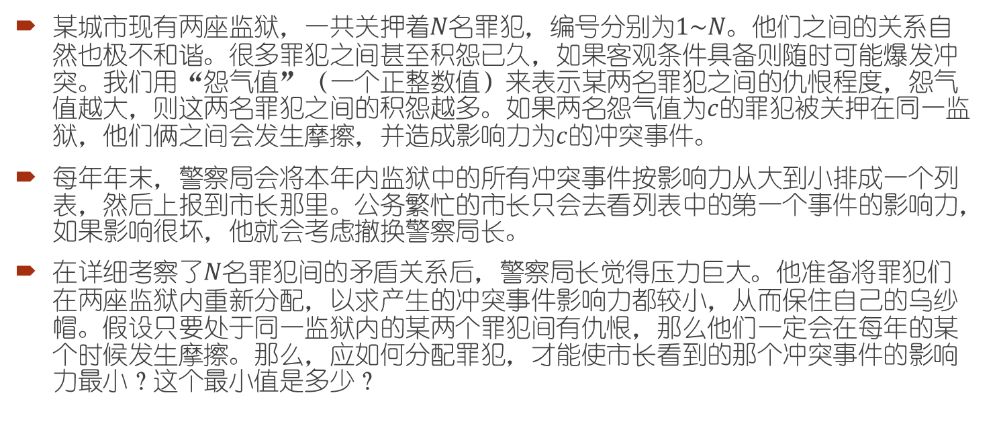 某城市现有两座监狱，一共关押着N名罪犯，编号分别为1~N。他们之间的关系自
然也极不和谐。很多罪犯之间甚至积怨已久，如果客观条件具备则随时可能爆发冲
突。我们用“怨气值”（一个正整数值）来表示某两名罪犯之间的仇恨程度，怨气
值越大，则这两名罪犯之间的积怨越多。如果两名怨气值为c的罪犯被关押在同一监
狱，他们俩之间会发生摩擦，并造成影响力为c的冲突事件。
每年年末，警察局会将本年内监狱中的所有冲突事件按影响力从大到小排成一个列
表，然后上报到市长那里。公务繁忙的市长只会去看列表中的第一个事件的影响力，
如果影响很坏，他就会考虑撤换警察局长。
在详细考察了N名罪犯间的矛盾关系后，警察局长觉得压力巨大。他准备将罪犯们
在两座监狱内重新分配，以求产生的冲突事件影响力都较小，从而保住自己的乌纱
帽。假设只要处于同一监狱内的某两个罪犯间有仇恨，那么他们一定会在每年的某
个时候发生摩擦。那么，应如何分配罪犯，才能使市长看到的那个冲突事件的影响
力最小？这个最小值是多少？